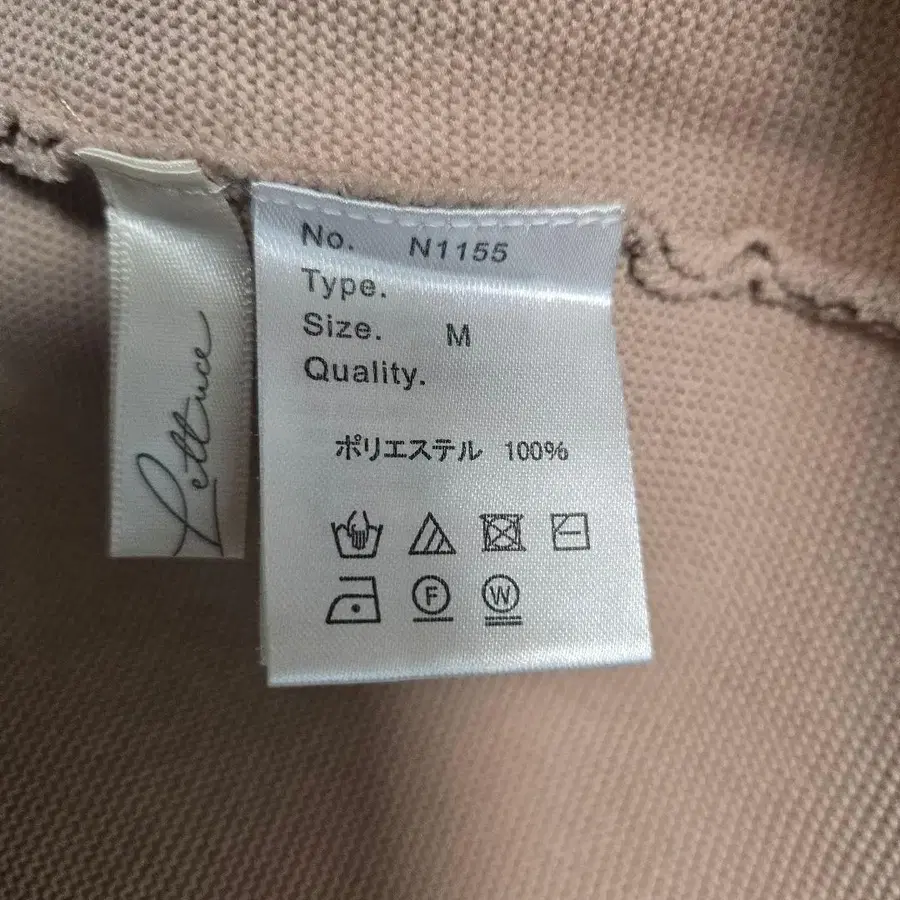 Lettuce
No. N1155
Type.
Size. M
Quality.
ポリエステル 100%
F W